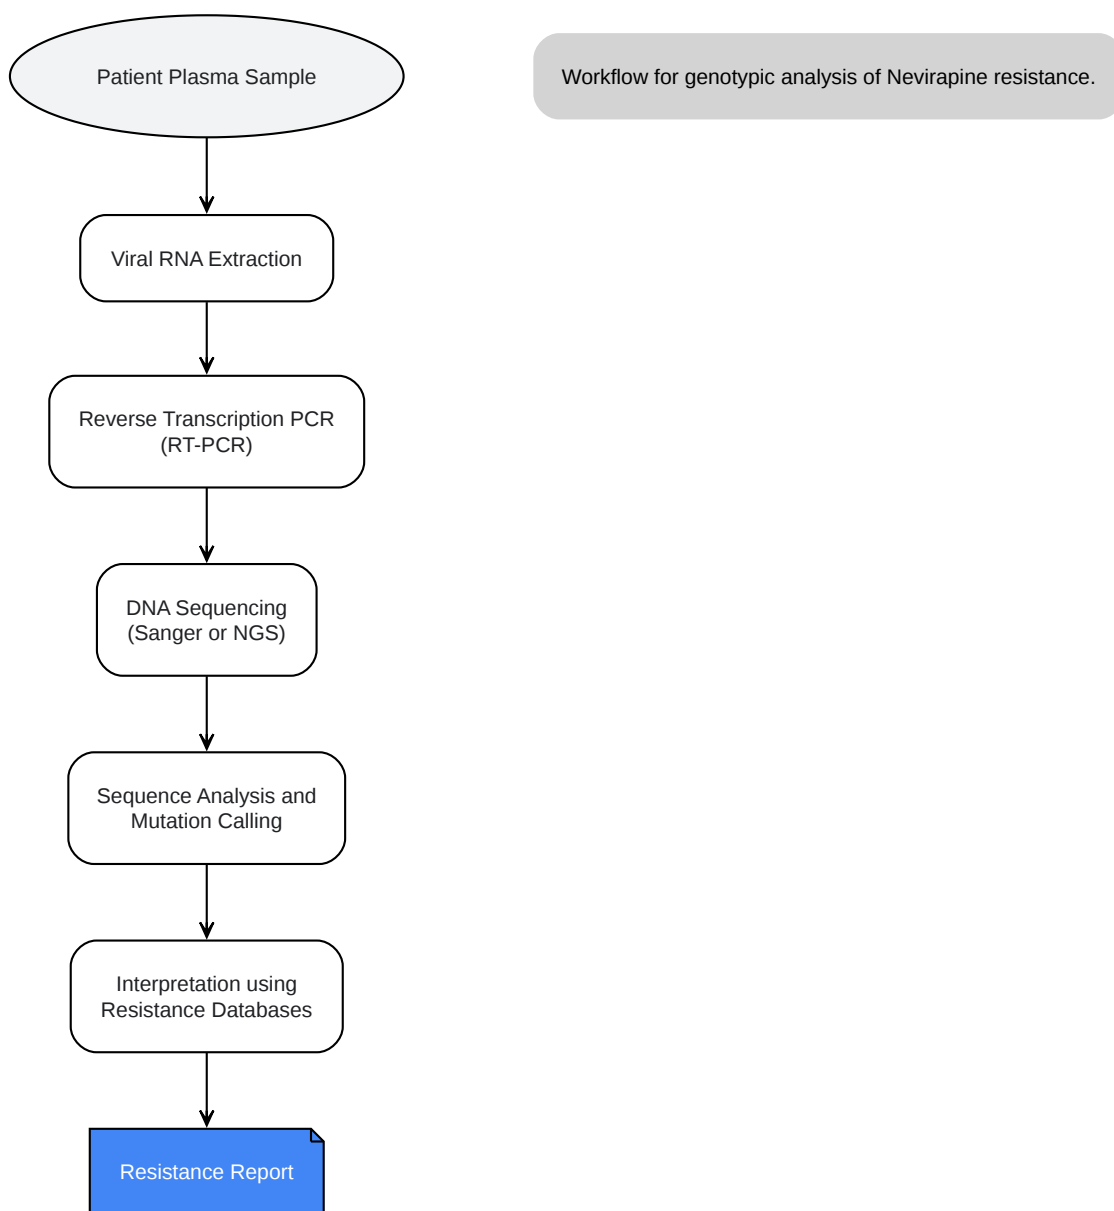 Patient Plasma Sample
Workflow for genotypic analysis of Nevirapine resistance.
Viral RNA Extraction
Reverse Transcription PCR
(RT-PCR)
DNA Sequencing
(Sanger or NGS)
Sequence Analysis and
Mutation Calling
Interpretation using
Resistance Databases
Resistance Report